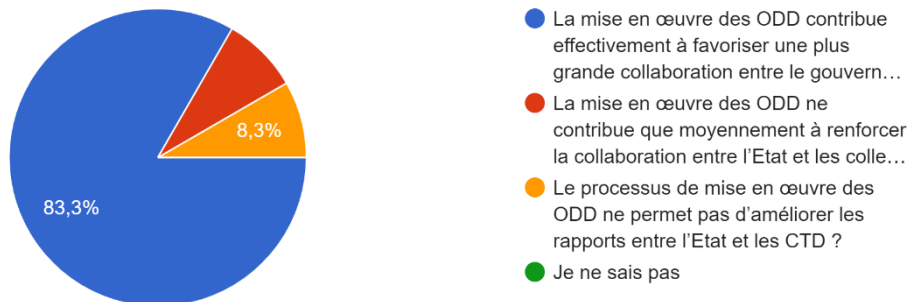 La mise en œuvre des ODD contribue
effectivement à favoriser une plus
grande collaboration entre le gouvern…
La mise en œuvre des ODD ne
contribue que moyennement à renforcer
la collaboration entre l'Etat et les colle…
Le processus de mise en œuvre des
ODD ne permet pas d'améliorer les
rapports entre l'Etat et les CTD ?
Je ne sais pas
8,3%
83,3%